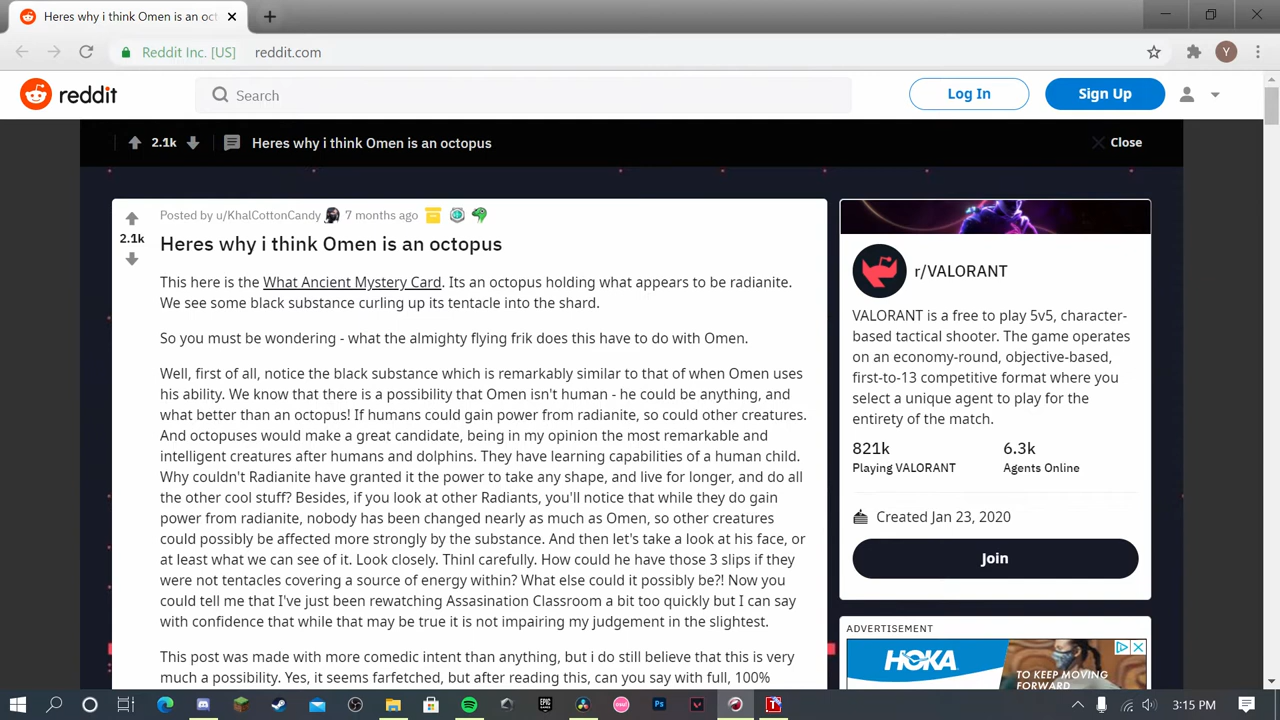 Heres why i think Omen is an oct
Reddit Inc. [US]
reddit.com
Y
reddit
Search
Log In
Sign Up
2.1k
Heres why i think Omen is an octopus
Close
Posted by u/KhalCottonCandy 7 months ago
2.1k
Heres why i think Omen is an octopus
This here is the What Ancient Mystery Card. Its an octopus holding what appears to be radianite.
We see some black substance curling up its tentacle into the shard.
So you must be wondering - what the almighty flying frik does this have to do with Omen.
Well, first of all, notice the black substance which is remarkably similar to that of when Omen uses
his ability. We know that there is a possibility that Omen isn't human - he could be anything, and
what better than an octopus! If humans could gain power from radianite, so could other creatures.
And octopuses would make a great candidate, being in my opinion the most remarkable and
intelligent creatures after humans and dolphins. They have learning capabilities of a human child.
Why couldn't Radianite have granted it the power to take any shape, and live for longer, and do all
the other cool stuff? Besides, if you look at other Radiants, you'll notice that while they do gain
power from radianite, nobody has been changed nearly as much as Omen, so other creatures
could possibly be affected more strongly by the substance. And then let's take a look at his face, or
at least what we can see of it. Look closely. Thinl carefully. How could he have those 3 slips if they
were not tentacles covering a source of energy within? What else could it possibly be?! Now you
could tell me that I've just been rewatching Assasination Classroom a bit too quickly but I can say
with confidence that while that may be true it is not impairing my judgement in the slightest.
This post was made with more comedic intent than anything, but i do still believe that this is very
much a possibility. Yes, it seems farfetched, but after reading this, can you say with full, 100%
r/VALORANT
VALORANT is a free to play 5v5, character-
based tactical shooter. The game operates
on an economy-round, objective-based,
first-to-13 competitive format where you
select a unique agent to play for the
entirety of the match.
821k
6.3k
Playing VALORANT
Agents Online
Created Jan 23, 2020
Join
ADVERTISEMENT
HOKA
TO KEEP MOVING
FORWARD
EPIC
Ps
3:15 PM